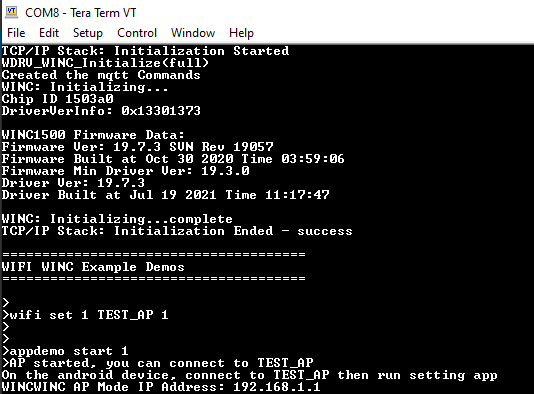 COM8 - Tera Term VT
File Edit Setup Control Window Help
TCP/IP Stack: Initialization Started
WDRV_WINC_Initialize(full)
Created the mqtt Commands
WINC: Initializing...
Chip ID 1503a0
DriverVerInfo: 0x13301373
WINC1500 Firmware Data:
Firmware Ver: 19.7.3 SVN Rev 19057
Firmware Built at Oct 30 2020 Time 03:59:06
Firmware Min Driver Ver: 19.3.0
Driver Ver: 19.7.3
Driver Built at Jul 19 2021 Time 11:17:47
WINC: Initializing...complete
TCP/IP Stack: Initialization Ended - success
======================================
WIFI WINC Example Demos
======================================
>
>wifi set 1 TEST_AP 1
>
>
>appdemo start 1
>AP started, you can connect to TEST_AP
On the android device, connect to TEST_AP then run setting app
WINCWINC AP Mode IP Address: 192.168.1.1